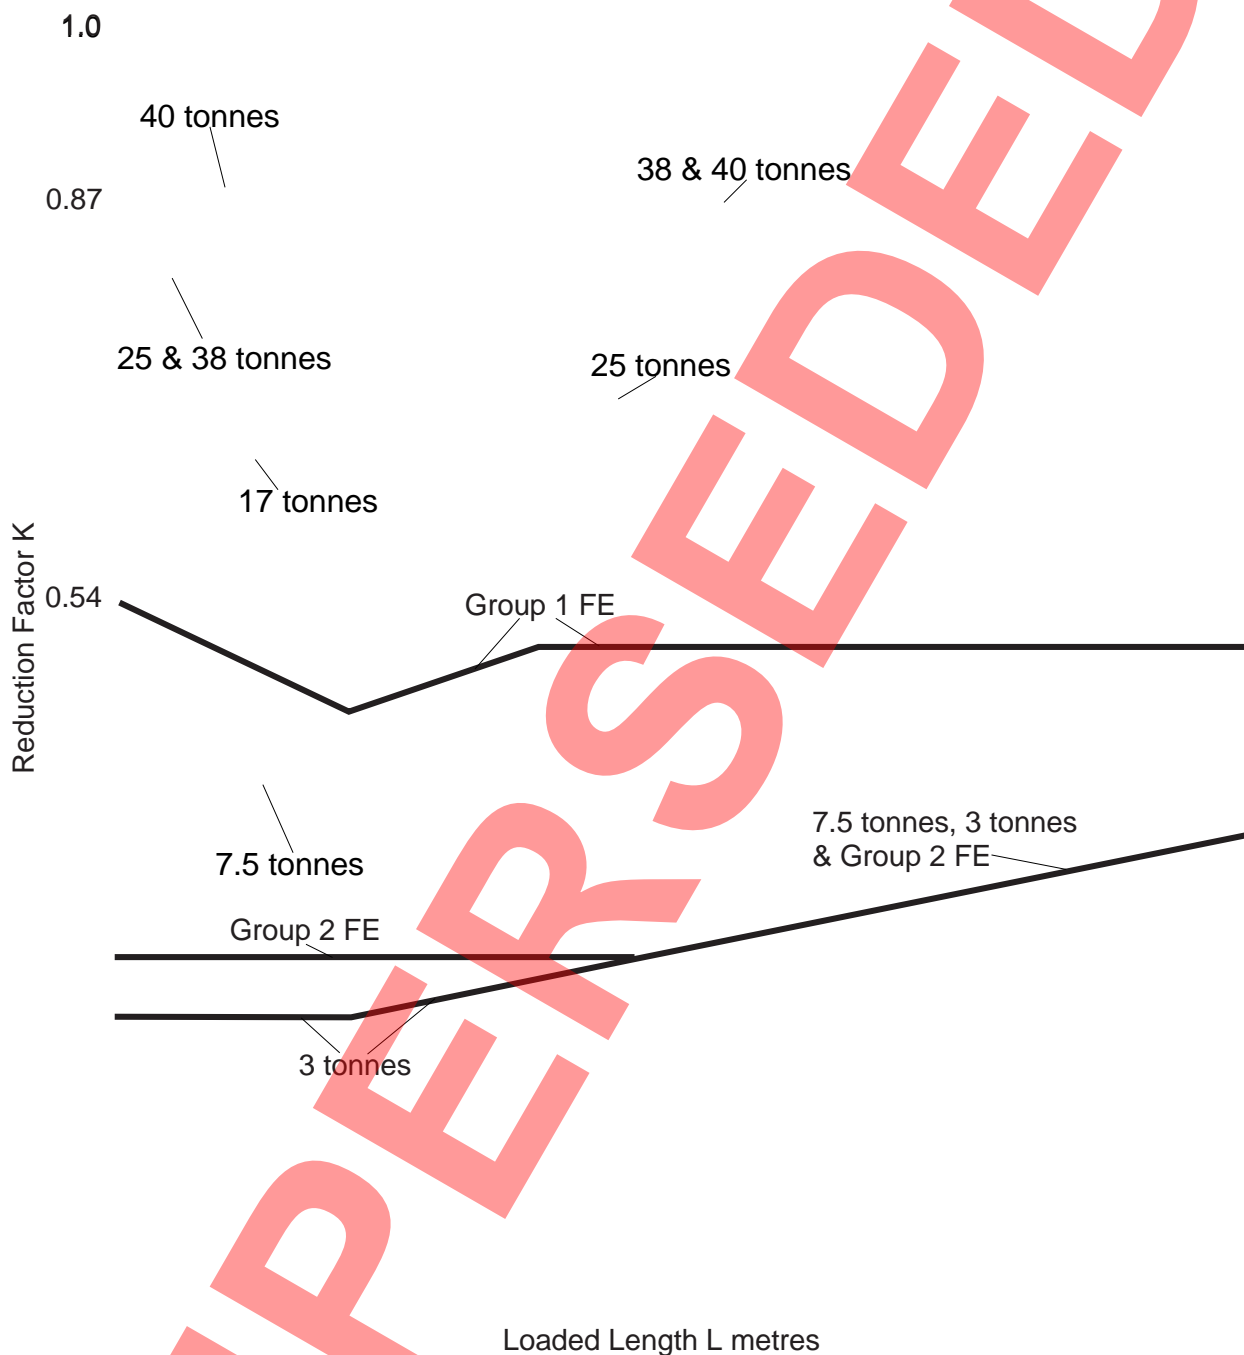 1.0
40 tonnes
38 & 40 tonnes
0.87
25 & 38 tonnes
25 tonnes
17 tonnes
Reduction Factor K
0.54
Group 1 FE
7.5 tonnes, 3 tonnes
& Group 2 FE
7.5 tonnes
Group 2 FE
3 tonnes
Loaded Length L metres
PERSEDED